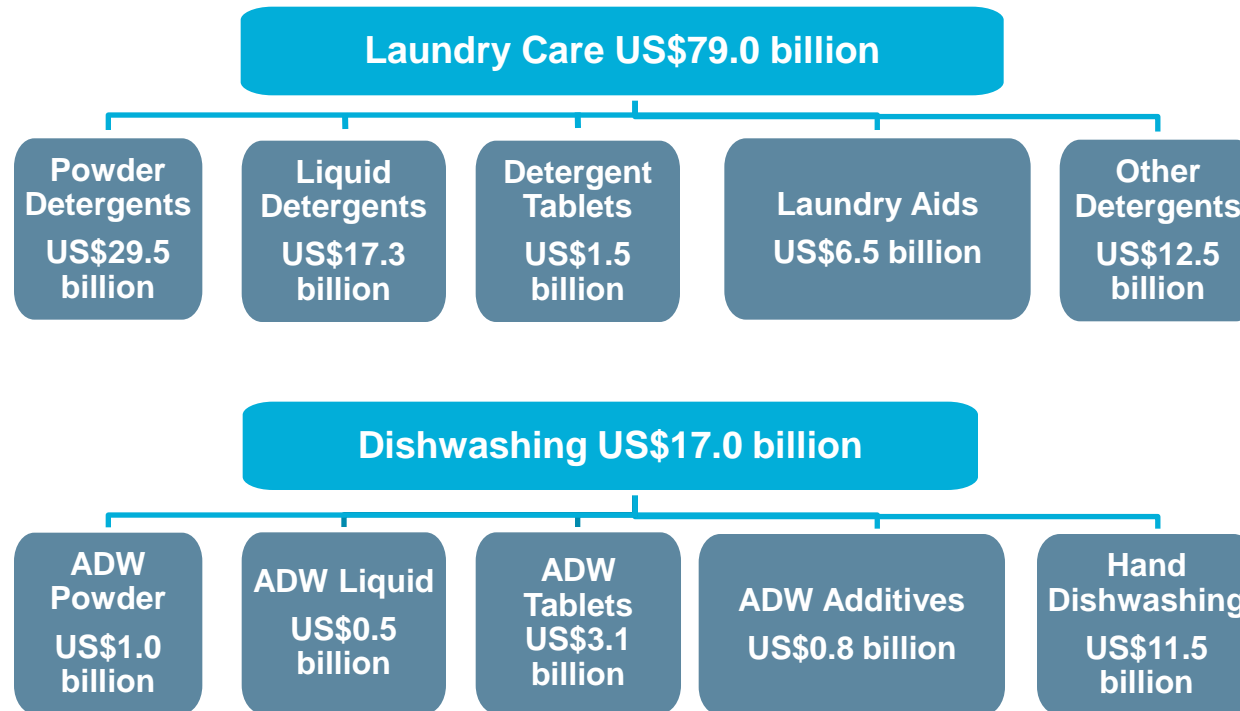 Laundry Care US$79.0 billion
Powder
Detergents
US$29.5
billion
Liquid
Detergents
US$17.3
billion
Detergent
Tablets
US$1.5
billion
Laundry Aids
US$6.5 billion
Other
Detergents
US$12.5
billion
Dishwashing US$17.0 billion
ADW
Powder
US$1.0
billion
ADW Liquid
US$0.5
billion
ADW
Tablets
US$3.1
billion
ADW Additives
US$0.8 billion
Hand
Dishwashing
US$11.5
billion